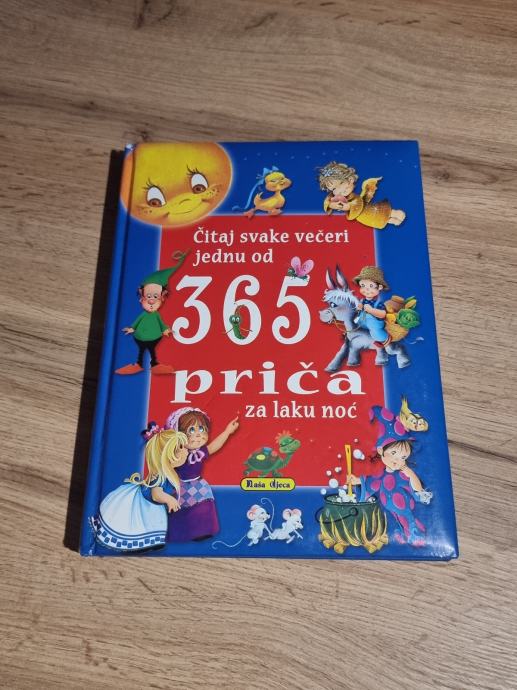 Čitaj svake večeri
jednu od
365
priča
za laku noć
Naša djeca